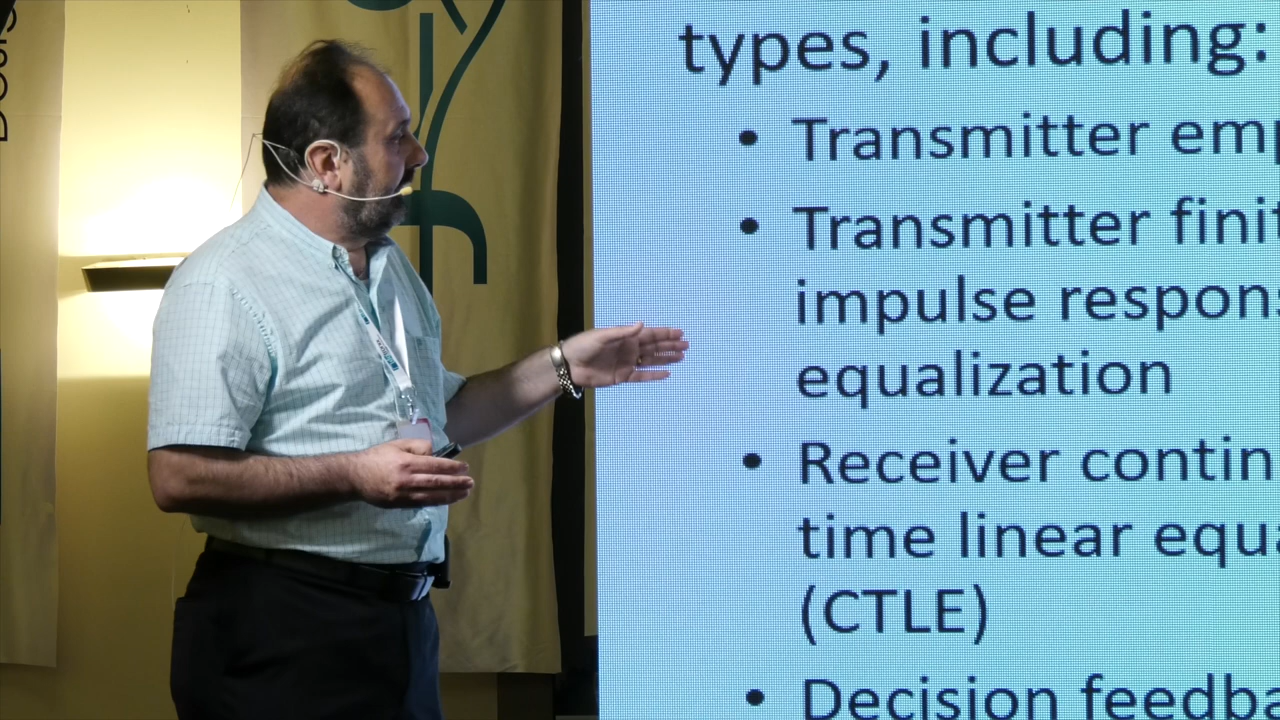 types, including:
• Transmitter emp
• Transmitter finit
impulse respons
equalization
• Receiver contin
time linear equa
(CTLE)
• Decision feedba